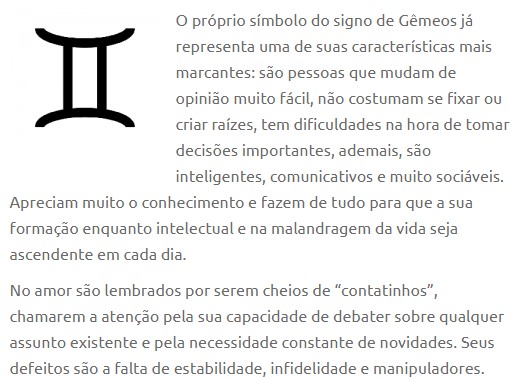 O próprio símbolo do signo de Gêmeos já
representa uma de suas características mais
marcantes: são pessoas que mudam de
opinião muito fácil, não costumam se fixar ou
criar raízes, tem dificuldades na hora de tomar
decisões importantes, ademais, são
inteligentes, comunicativos e muito sociáveis.
Apreciam muito o conhecimento e fazem de tudo para que a sua
formação enquanto intelectual e na malandragem da vida seja
ascendente em cada dia.
No amor são lembrados por serem cheios de “contatinhos”,
chamarem a atenção pela sua capacidade de debater sobre qualquer
assunto existente e pela necessidade constante de novidades. Seus
defeitos são a falta de estabilidade, infidelidade e manipuladores.